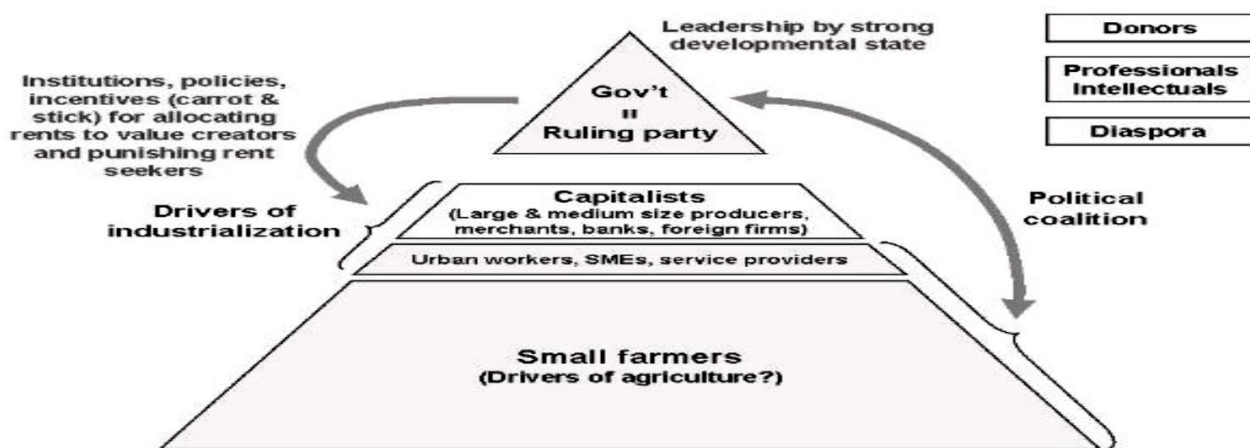 Leadership by strong
developmental state
Donors
Professionals
Intellectuals
Diaspora
Institutions, policies,
incentives (carrot &
stick) for allocating
rents to value creators
and punishing rent
seekers
Gov't
=
Ruling party
Drivers of
industrialization
Capitalists
(Large & medium size producers,
merchants, banks, foreign firms)
Urban workers, SMEs, service providers
Political
coalition
Small farmers
(Drivers of agriculture?)